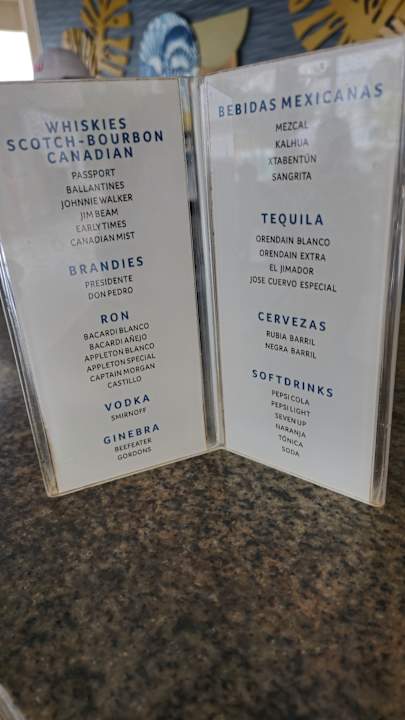 WHISKIES
SCOTCH-BOURBON
CANADIAN
PASSPORT
BALLANTINES
JOHNNIE WALKER
JIM BEAM
EARLY TIMES
CANADIAN MIST
BRANDIES
PRESIDENTE
DON PEDRO
RON
BACARDI BLANCO
BACARDI AÑEJO
APPLETON BLANCO
APPLETON SPECIAL
CAPTAIN MORGAN
CASTILLO
VODKA
SMIRNOFF
GINEBRA
BEEFEATER
GORDONS
BEBIDAS MEXICANAS
MEZCAL
KALHUA
XTABENTÚN
SANGRITA
TEQUILA
ORENDAIN BLANCO
ORENDAIN EXTRA
EL JIMADOR
JOSE CUERVO ESPECIAL
CERVEZAS
RUBIA BARRIL
NEGRA BARRIL
SOFTDRINKS
PEPSI COLA
PEPSI LIGHT
SEVEN UP
NARANJA
TÓNICA
SODA